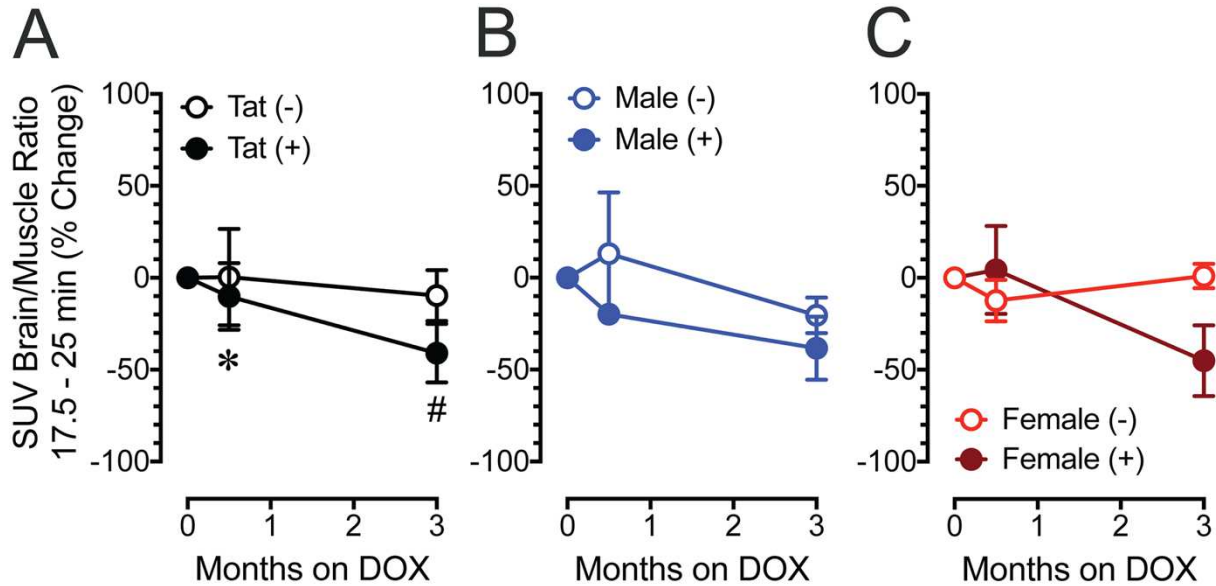 A
B
C
SUV Brain/Muscle Ratio
17.5 - 25 min (% Change)
100
50
0
-50
-100
Tat (-)
Tat (+)
*
#
0 1 2 3
Months on DOX
100
50
0
-50
-100
Male (-)
Male (+)
0 1 2 3
Months on DOX
100
50
0
-50
-100
Female (-)
Female (+)
0 1 2 3
Months on DOX